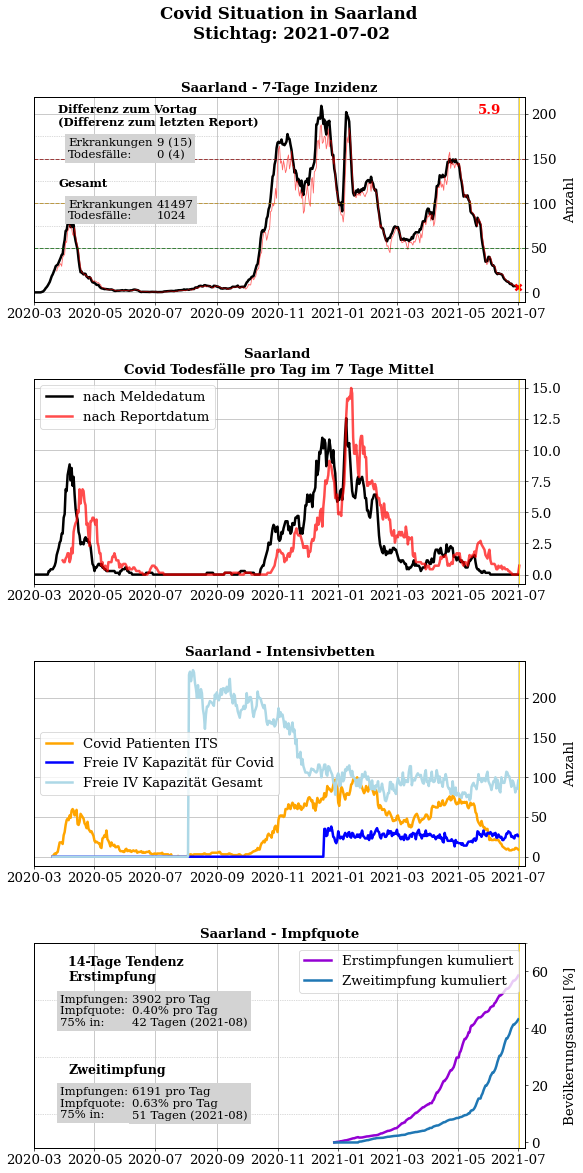 Covid Situation in Saarland
Stichtag: 2021-07-02
Saarland - 7-Tage Inzidenz
Differenz zum Vortag
(Differenz zum letzten Report)
Erkrankungen 9 (15)
Todesfälle: 0 (4)
Gesamt
Erkrankungen 41497
Todesfälle: 1024
5.9
200
150
100
50
0
Anzahl
2020-03 2020-05 2020-07 2020-09 2020-11 2021-01 2021-03 2021-05 2021-07
Saarland
Covid Todesfälle pro Tag im 7 Tage Mittel
nach Meldedatum
nach Reportdatum
15.0
12.5
10.0
7.5
5.0
2.5
0.0
2020-03 2020-05 2020-07 2020-09 2020-11 2021-01 2021-03 2021-05 2021-07
Saarland - Intensivbetten
Covid Patienten ITS
Freie IV Kapazität für Covid
Freie IV Kapazität Gesamt
200
150
100
50
0
Anzahl
2020-03 2020-05 2020-07 2020-09 2020-11 2021-01 2021-03 2021-05 2021-07
Saarland - Impfquote
14-Tage Tendenz
Erstimpfung
Impfungen: 3902 pro Tag
Impfquote: 0.40% pro Tag
75% in: 42 Tagen (2021-08)
Zweitimpfung
Impfungen: 6191 pro Tag
Impfquote: 0.63% pro Tag
75% in: 51 Tagen (2021-08)
Erstimpfungen kumuliert
Zweitimpfung kumuliert
60
40
20
0
Bevölkerungsanteil [%]
2020-03 2020-05 2020-07 2020-09 2020-11 2021-01 2021-03 2021-05 2021-07